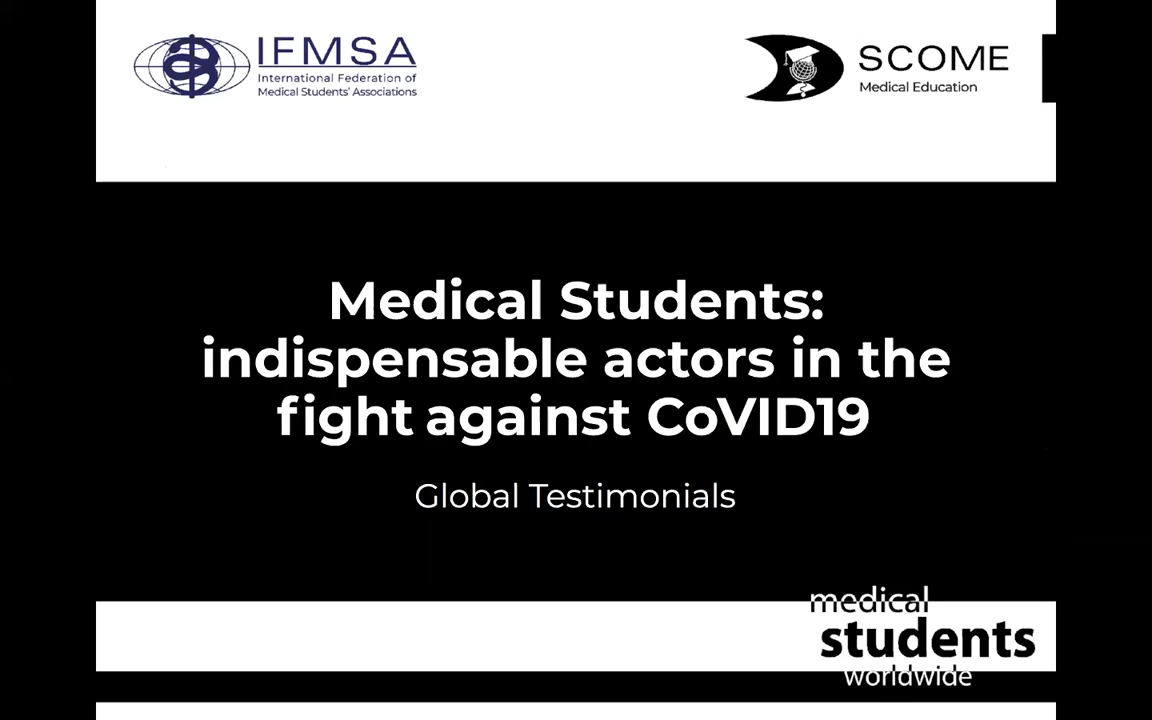 IFMSA
International Federation of
Medical Students' Associations
SCOME
Medical Education
Medical Students:
indispensable actors in the
fight against CoVID19
Global Testimonials
medical
students
worldwide